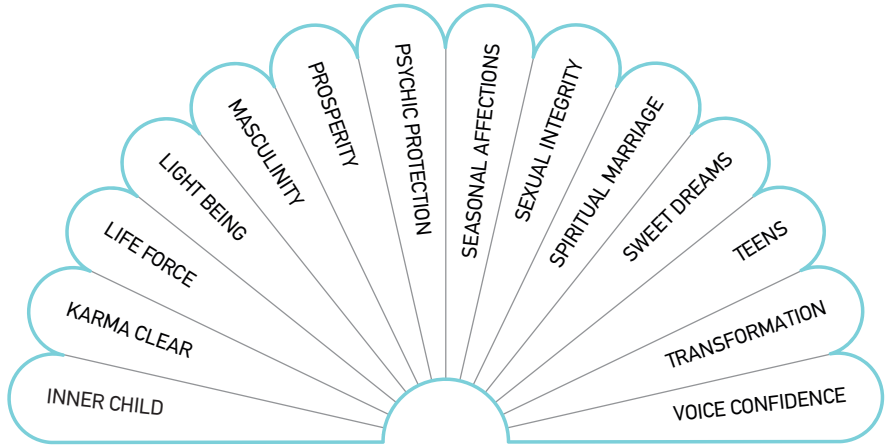 INNER CHILD
KARMA CLEAR
LIFE FORCE
LIGHT BEING
MASCULINITY
PROSPERITY
PSYCHIC PROTECTION
SEASONAL AFFECTIONS
SEXUAL INTEGRITY
SPIRITUAL MARRIAGE
SWEET DREAMS
TEENS
TRANSFORMATION
VOICE CONFIDENCE